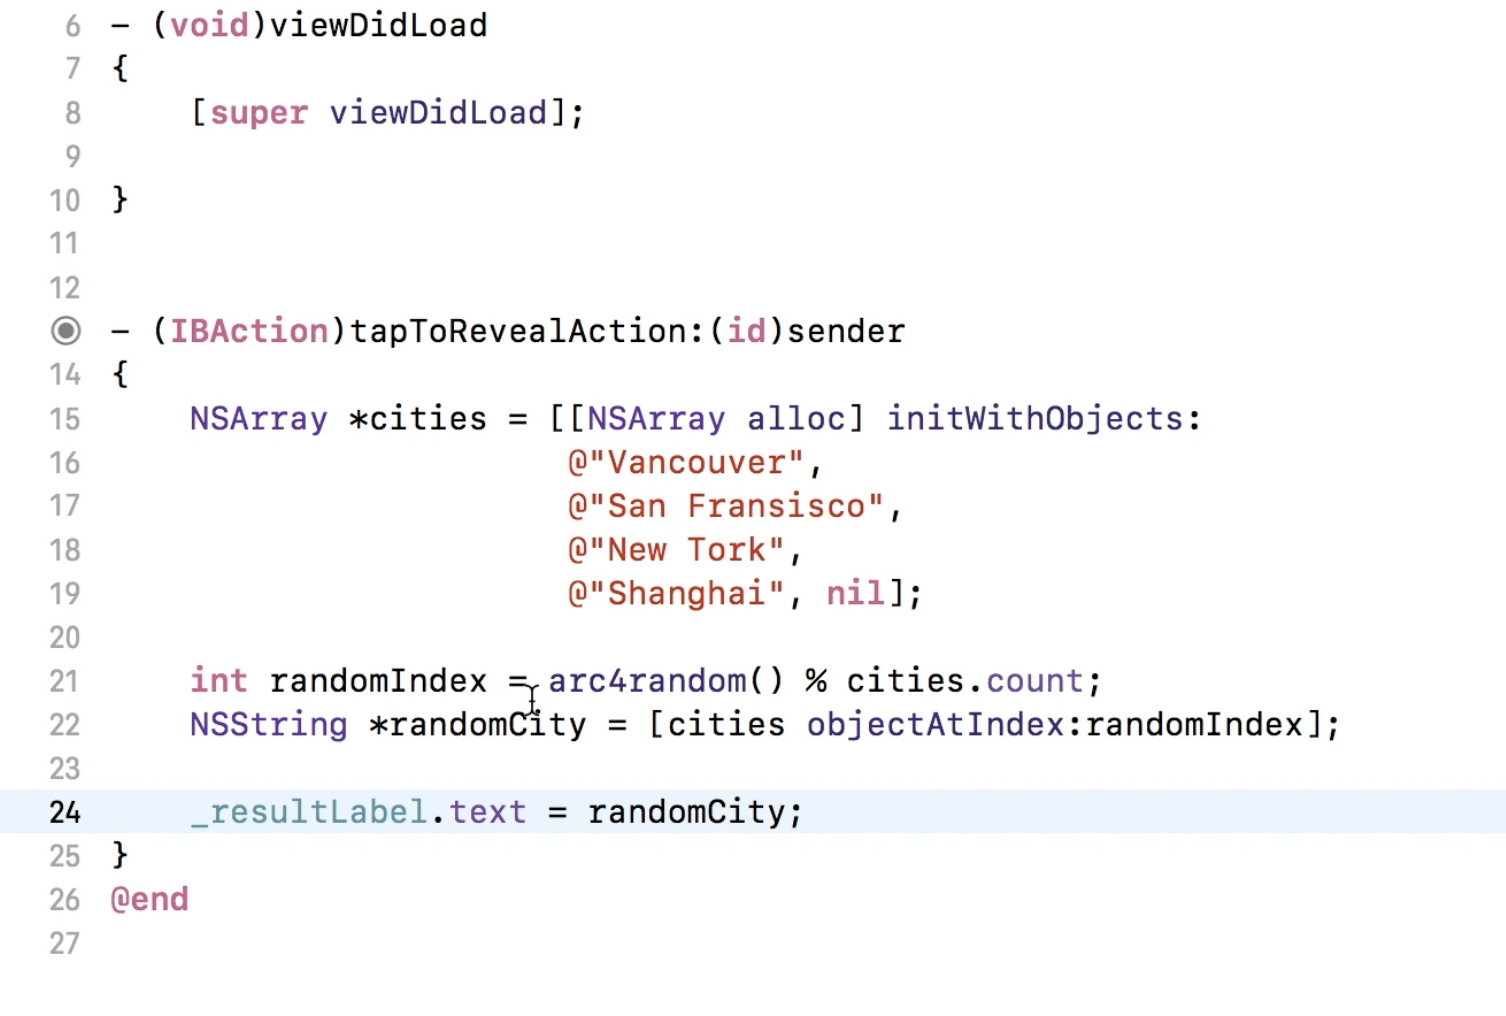 6 - (void)viewDidLoad
7 {
8 [super viewDidLoad];
9
10 }
11
12
- (IBAction)tapToRevealAction:(id)sender
14 {
15 NSArray *cities = [[NSArray alloc] initWithObjects:
16 @"Vancouver",
17 @"San Fransisco",
18 @"New Tork",
19 @"Shanghai", nil];
20
21 int randomIndex = arc4random() % cities.count;
22 NSString *randomCity = [cities objectAtIndex:randomIndex];
23
24 _resultLabel.text = randomCity;
25 }
26 @end
27